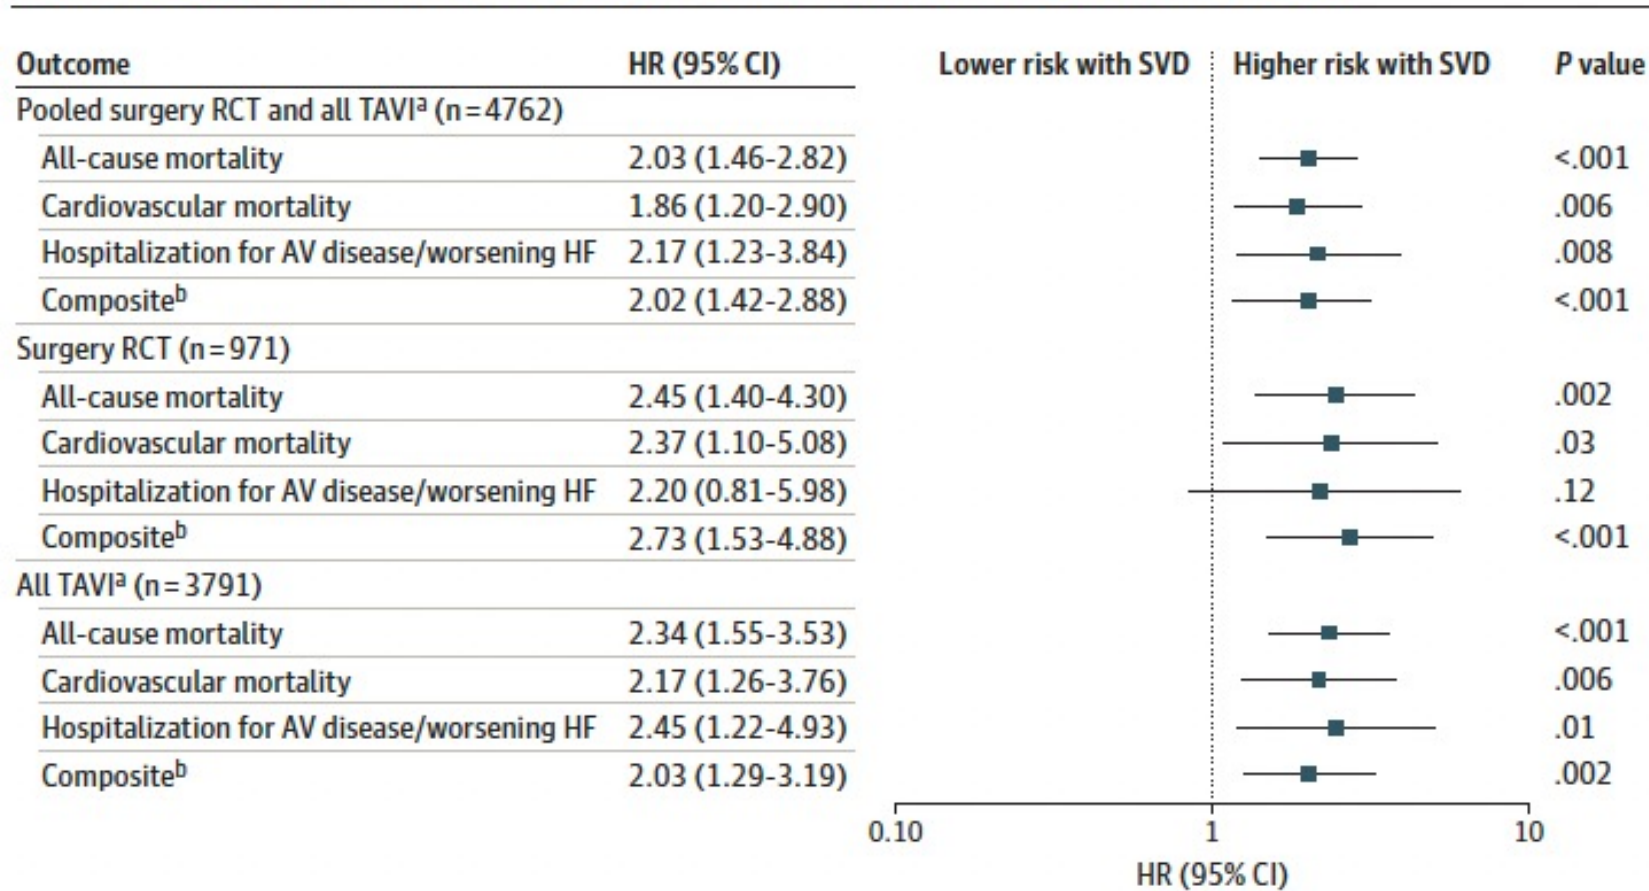 Outcome HR (95% CI) Lower risk with SVD Higher risk with SVD P value
Pooled surgery RCT and all TAVIᵃ (n=4762)
All-cause mortality 2.03 (1.46-2.82) <.001
Cardiovascular mortality 1.86 (1.20-2.90) .006
Hospitalization for AV disease/worsening HF 2.17 (1.23-3.84) .008
Compositeᵇ 2.02 (1.42-2.88) <.001
Surgery RCT (n=971)
All-cause mortality 2.45 (1.40-4.30) .002
Cardiovascular mortality 2.37 (1.10-5.08) .03
Hospitalization for AV disease/worsening HF 2.20 (0.81-5.98) .12
Compositeᵇ 2.73 (1.53-4.88) <.001
All TAVIᵃ (n=3791)
All-cause mortality 2.34 (1.55-3.53) <.001
Cardiovascular mortality 2.17 (1.26-3.76) .006
Hospitalization for AV disease/worsening HF 2.45 (1.22-4.93) .01
Compositeᵇ 2.03 (1.29-3.19) .002
0.10 1 10
HR (95% CI)